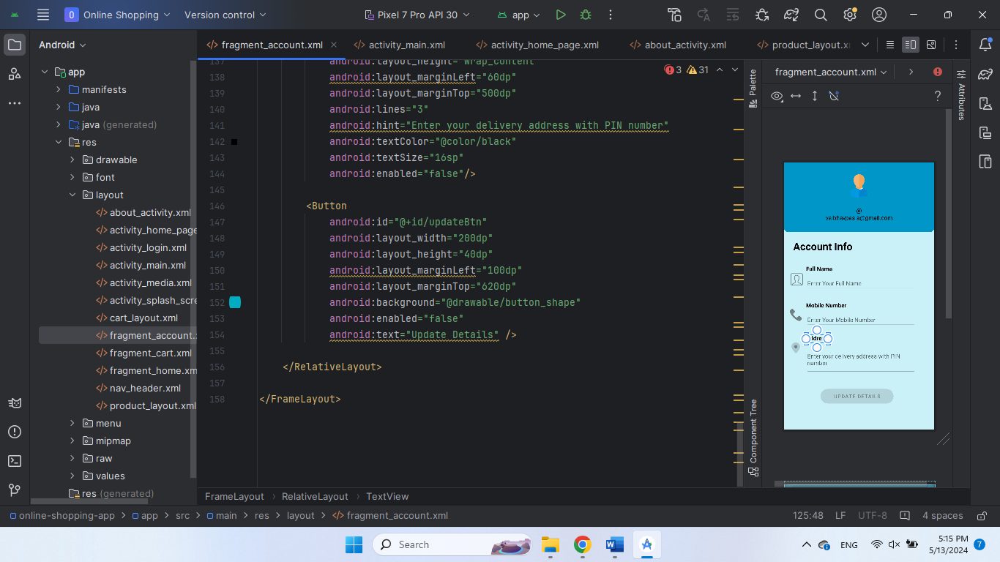 Online Shopping
Version control
Pixel 7 Pro API 30
app
Android
fragment_account.xml
activity_main.xml
activity_home_page.xml
about_activity.xml
product_layout.x
app
manifests
java
java (generated)
res
drawable
font
layout
about_activity.xml
activity_home_page
activity_login.xml
activity_main.xml
activity_media.xml
activity_splash_scre
cart_layout.xml
fragment_account.
fragment_cart.xml
fragment_home.xm
nav_header.xml
product_layout.xml
menu
mipmap
raw
values
res (generated)
3 31
137 android:layout_height="wrap_content"
138 android:layout_marginLeft="60dp"
139 android:layout_marginTop="500dp"
140 android:lines="3"
141 android:hint="Enter your delivery address with PIN number"
142 android:textColor="@color/black"
143 android:textSize="16sp"
144 android:enabled="false"/>
145
146 <Button
147 android:id="@+id/updateBtn"
148 android:layout_width="200dp"
149 android:layout_height="40dp"
150 android:layout_marginLeft="100dp"
151 android:layout_marginTop="620dp"
152 android:background="@drawable/button_shape"
153 android:enabled="false"
154 android:text="Update Details" />
155
156 </RelativeLayout>
157
158 </FrameLayout>
Palette
Component Tree
fragment_account.xml
?
Attributes
@
Account Info
Full Name
Enter Your Full Name
Mobile Number
Enter Your Mobile Number
Enter your delivery address with PIN
number
UPDATE DETAILS
FrameLayout > RelativeLayout > TextView
online-shopping-app > app > src > main > res > layout > fragment_account.xml
125:48 LF UTF-8 4 spaces
Search
ENG
5:15 PM
5/13/2024
7